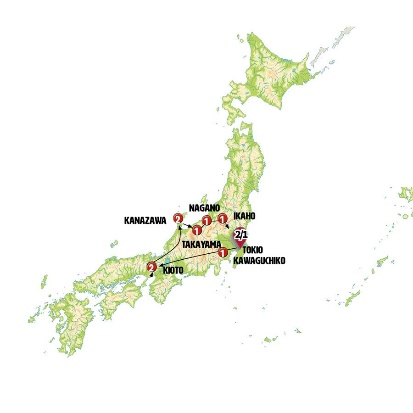 NAGANO
KANAZAWA
2
1
1
IKAHO
1
TAKAYAMA
2/1
TOKIO
1
KAWAGUCHIKO
2
KIOTO